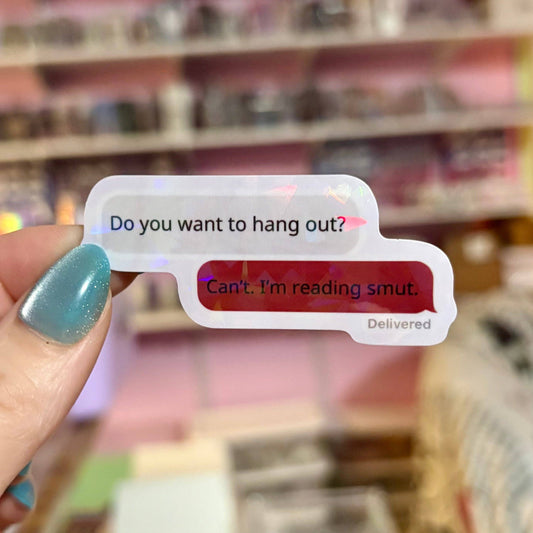 Do you want to hang out?
Can't. I'm reading smut.
Delivered